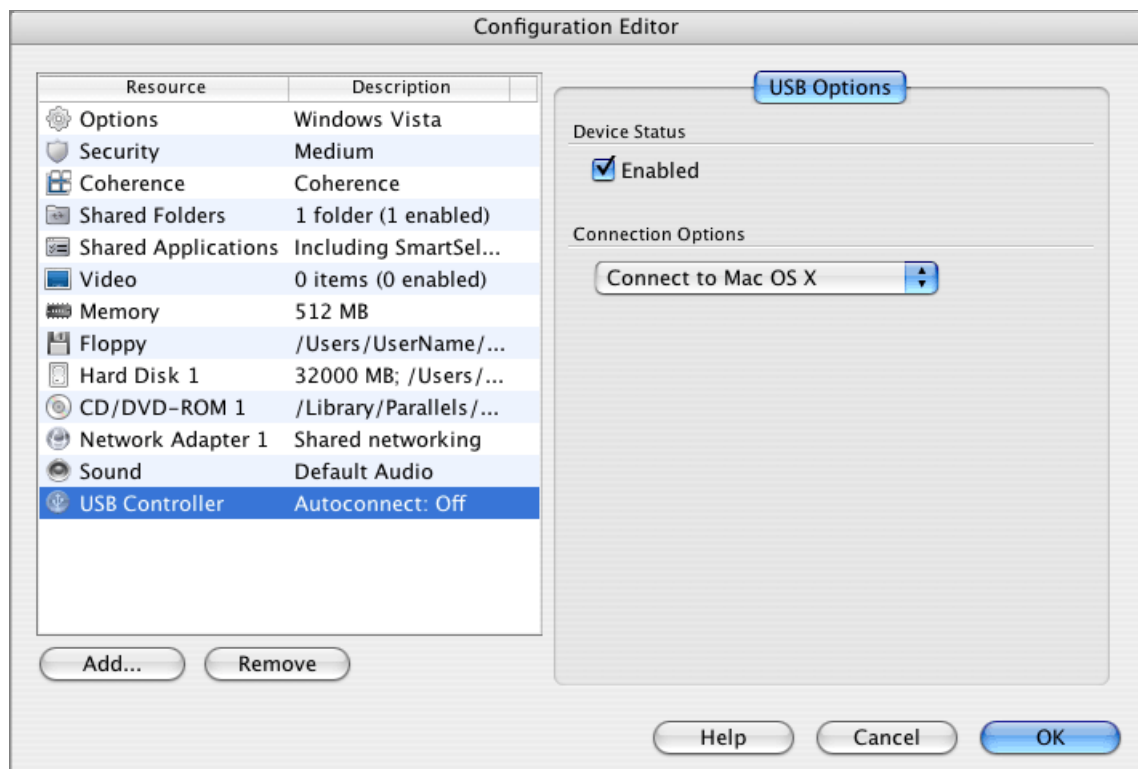 Configuration Editor
Resource Description
Options Windows Vista
Security Medium
Coherence Coherence
Shared Folders 1 folder (1 enabled)
Shared Applications Including SmartSel...
Video 0 items (0 enabled)
Memory 512 MB
Floppy /Users/UserName/...
Hard Disk 1 32000 MB; /Users/...
CD/DVD-ROM 1 /Library/Parallels/...
Network Adapter 1 Shared networking
Sound Default Audio
USB Controller Autoconnect: Off
Add... Remove
USB Options
Device Status
Enabled
Connection Options
Connect to Mac OS X
Help Cancel OK